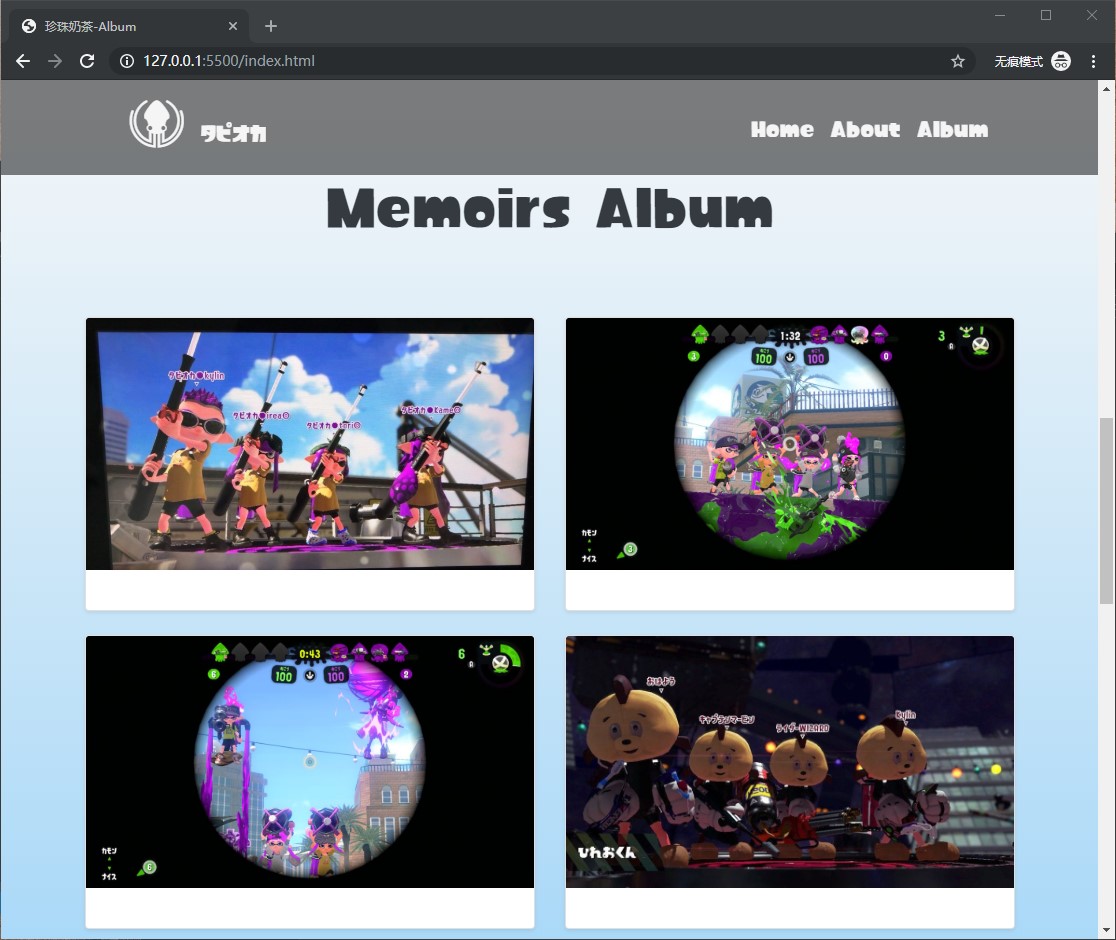 珍珠奶茶-Album
127.0.0.1:5500/index.html
无痕模式
タピオカ
Home About Album
Memoirs Album
タピオカ●kylin
タピオカ●irea◎
タピオカ●tori◎
タピオカ●Kame◎
1:32
3
100
100
0
3
カモン
ナイス
3
0:43
6
100
100
2
6
カモン
ナイス
6
おはよう
キャプテンマーモン
ライザーWIZARD
kylin
ひれおくん